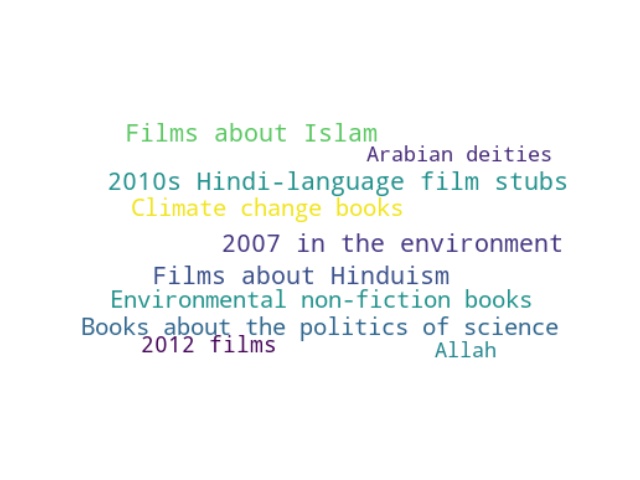 Films about Islam
Arabian deities
2010s Hindi-language film stubs
Climate change books
2007 in the environment
Films about Hinduism
Environmental non-fiction books
Books about the politics of science
2012 films
Allah